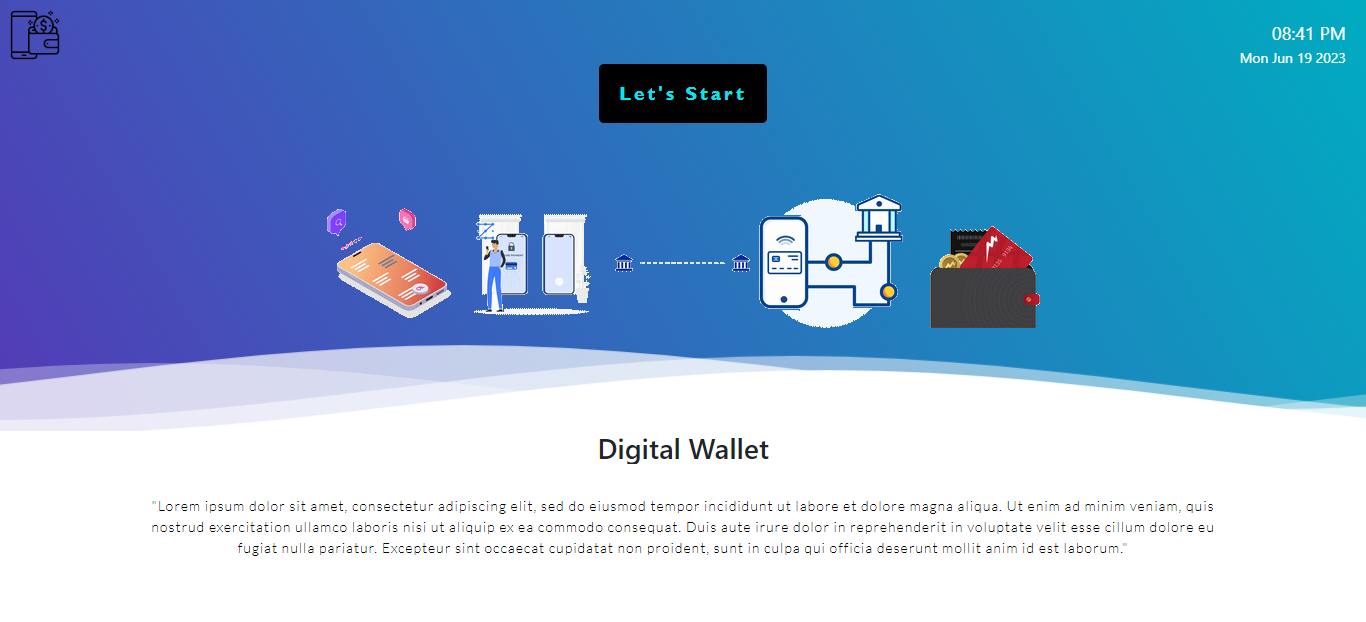 08:41 PM
Mon Jun 19 2023
Let's Start
Digital Wallet
"Lorem ipsum dolor sit amet, consectetur adipiscing elit, sed do eiusmod tempor incididunt ut labore et dolore magna aliqua. Ut enim ad minim veniam, quis
nostrud exercitation ullamco laboris nisi ut aliquip ex ea commodo consequat. Duis aute irure dolor in reprehenderit in voluptate velit esse cillum dolore eu
fugiat nulla pariatur. Excepteur sint occaecat cupidatat non proident, sunt in culpa qui officia deserunt mollit anim id est laborum."